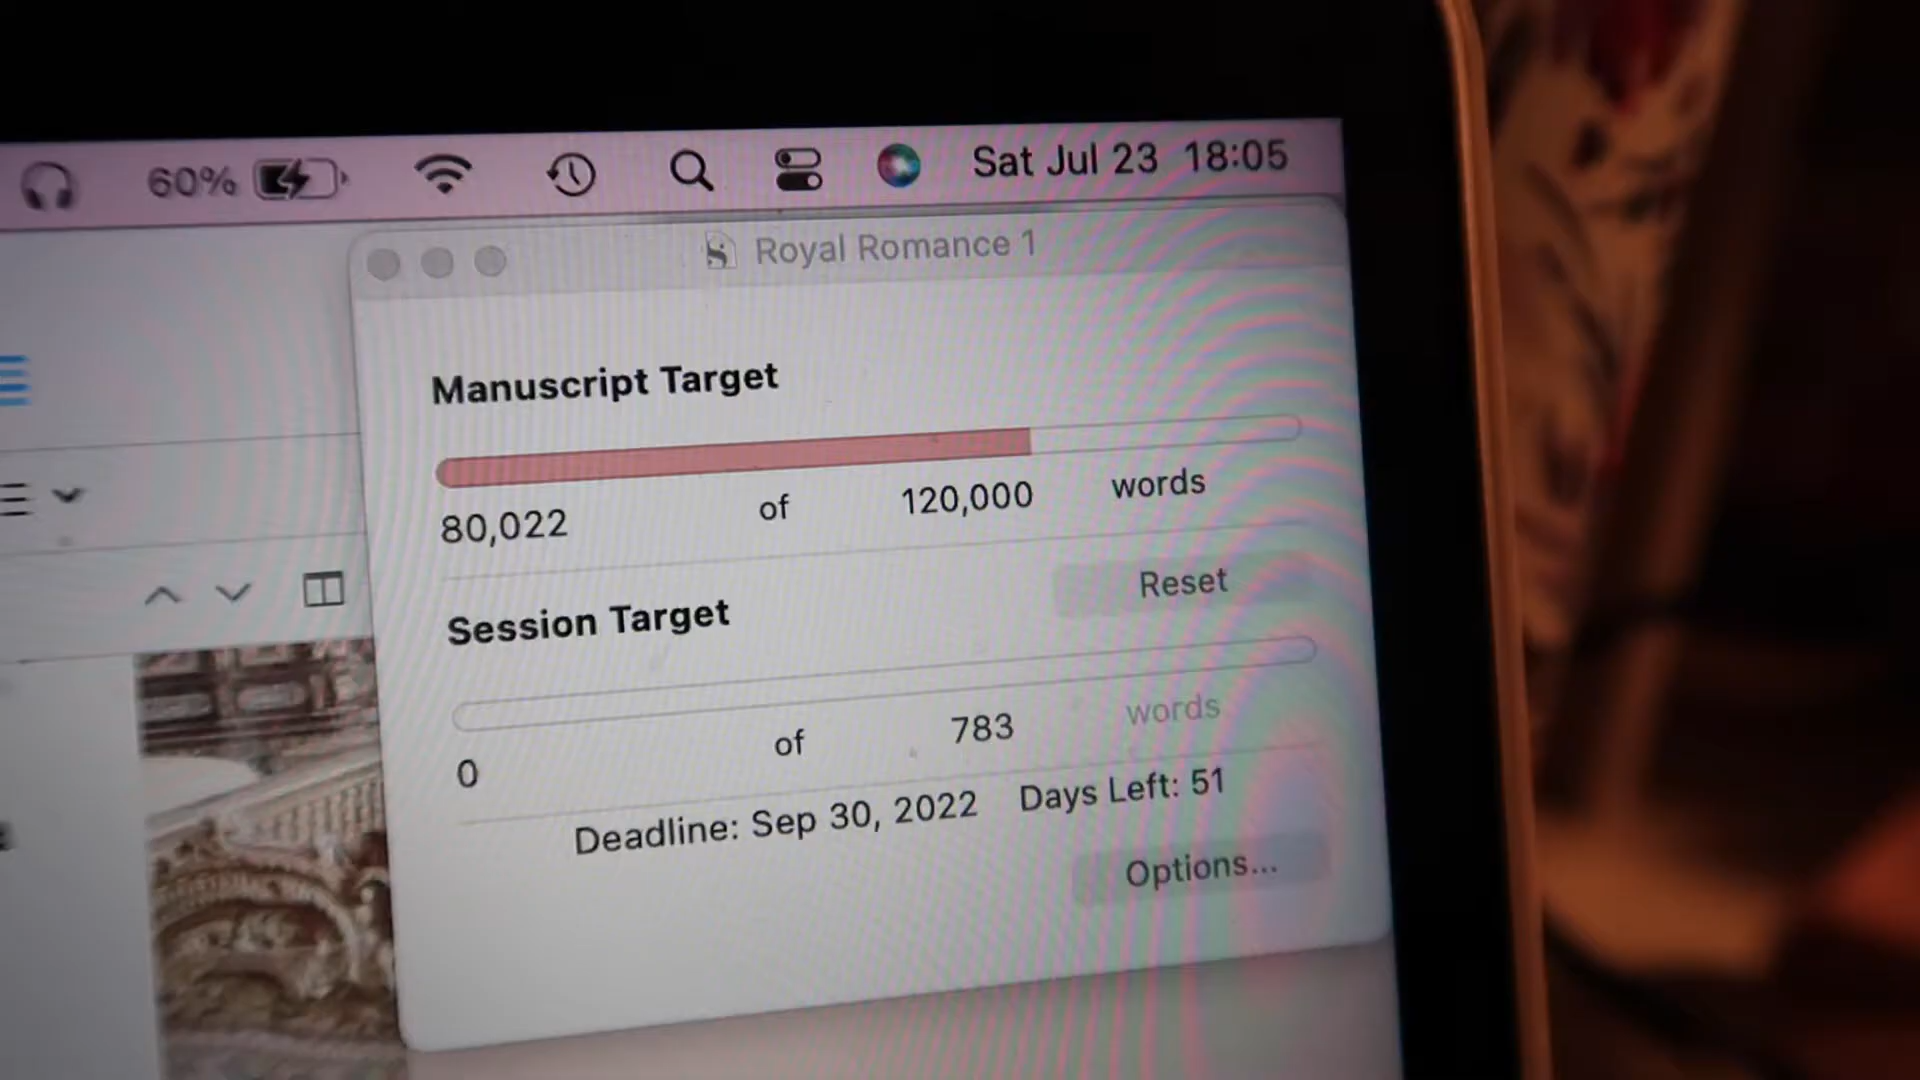 60% Sat Jul 23 18:05
Royal Romance 1
Manuscript Target
80,022 of 120,000 words
Session Target Reset
0 of 783 words
Deadline: Sep 30, 2022 Days Left: 51
Options...